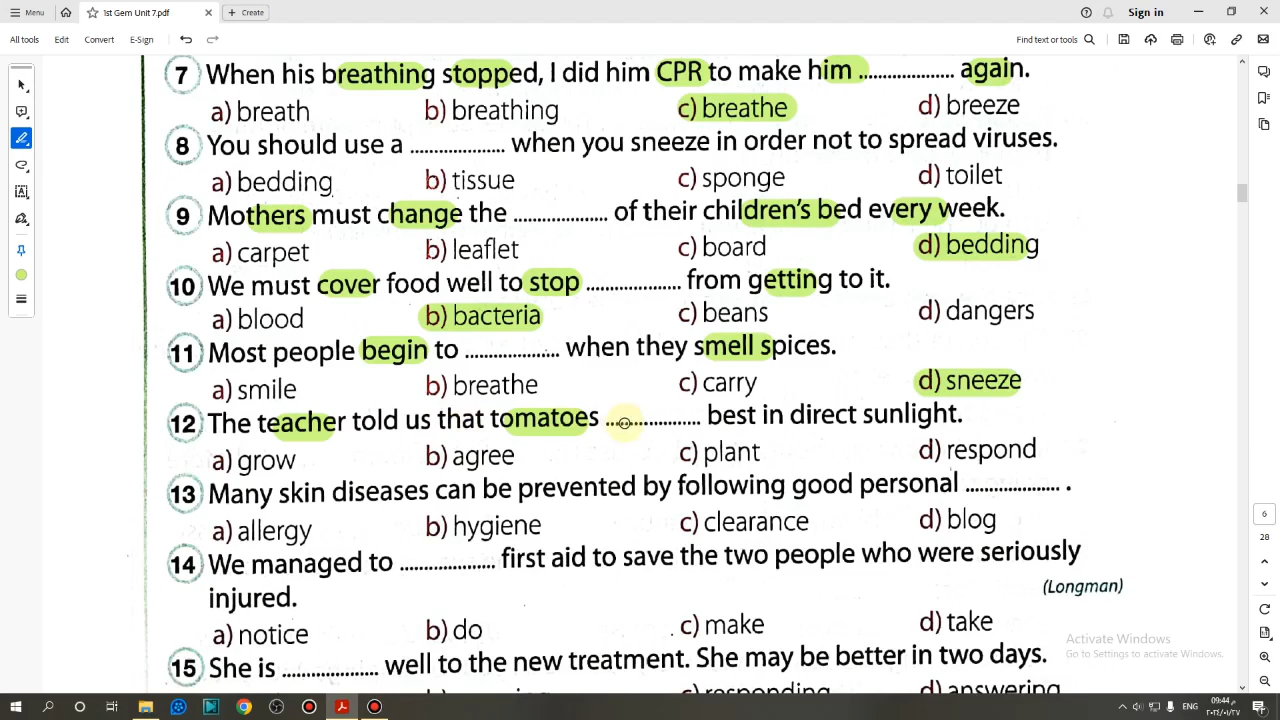 Menu
1st Gem Unit 7.pdf
Create
Sign in
All tools
Edit
Convert
E-Sign
Find text or tools
7 When his breathing stopped, I did him CPR to make him .................... again.
a) breath b) breathing c) breathe d) breeze
8 You should use a .................... when you sneeze in order not to spread viruses.
a) bedding b) tissue c) sponge d) toilet
9 Mothers must change the .................... of their children's bed every week.
a) carpet b) leaflet c) board d) bedding
10 We must cover food well to stop .................... from getting to it.
a) blood b) bacteria c) beans d) dangers
11 Most people begin to .................... when they smell spices.
a) smile b) breathe c) carry d) sneeze
12 The teacher told us that tomatoes .................... best in direct sunlight.
a) grow b) agree c) plant d) respond
13 Many skin diseases can be prevented by following good personal .................... .
a) allergy b) hygiene c) clearance d) blog
14 We managed to .................... first aid to save the two people who were seriously
injured.
(Longman)
a) notice b) do c) make d) take
15 She is .................... well to the new treatment. She may be better in two days.
c) responding d) answering
6
28
Activate Windows
Go to Settings to activate Windows.
ENG
09:44 م